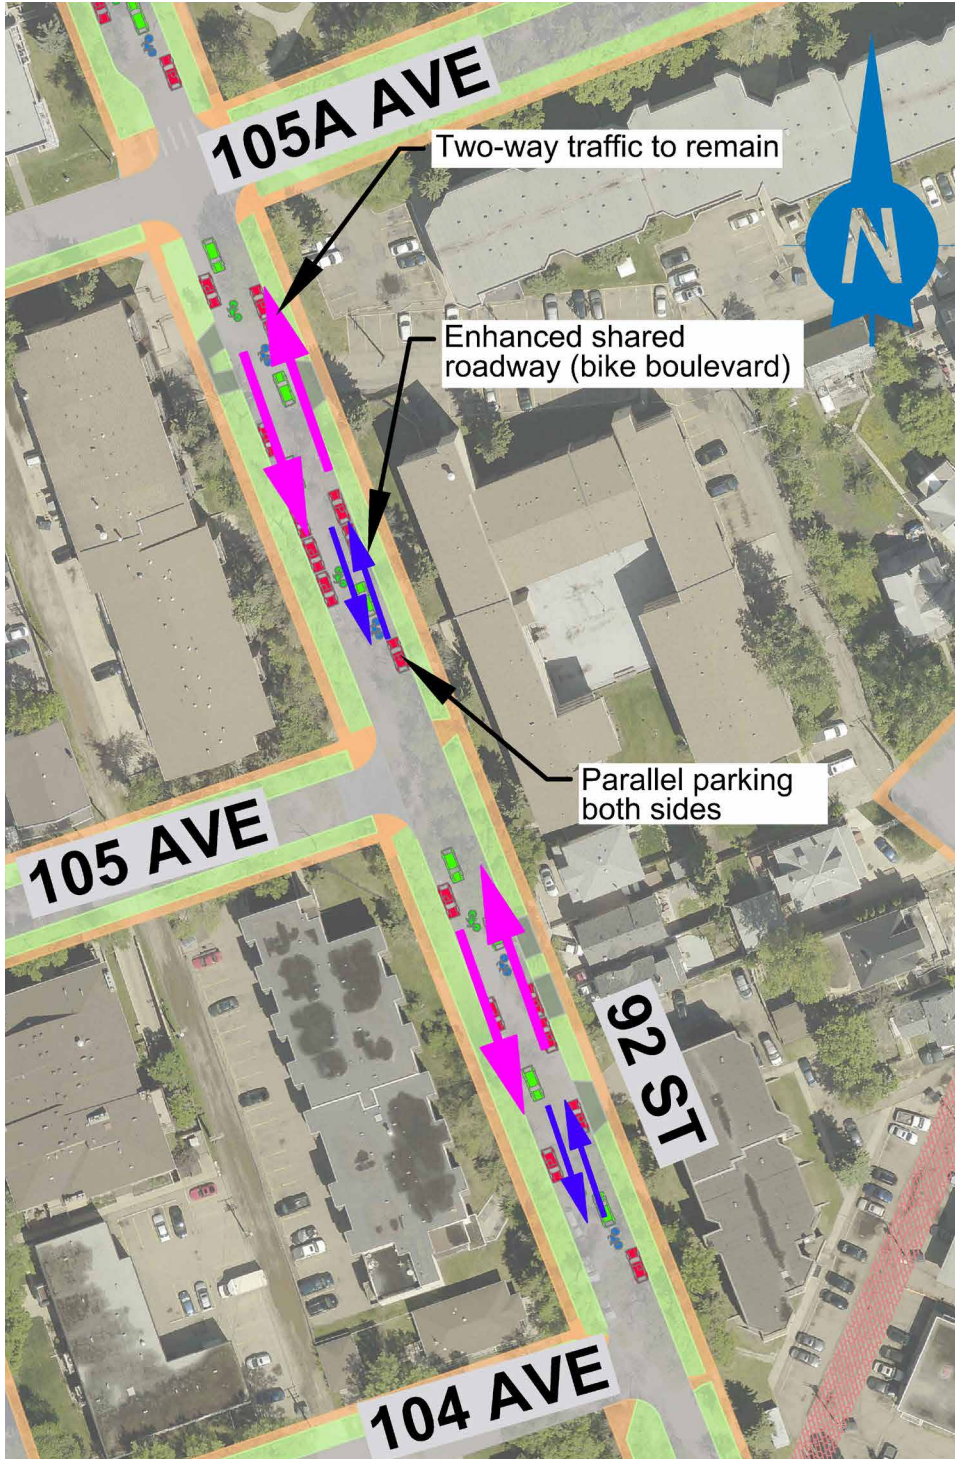 105A AVE
Two-way traffic to remain
N
Enhanced shared
roadway (bike boulevard)
Parallel parking
both sides
105 AVE
92 ST
104 AVE